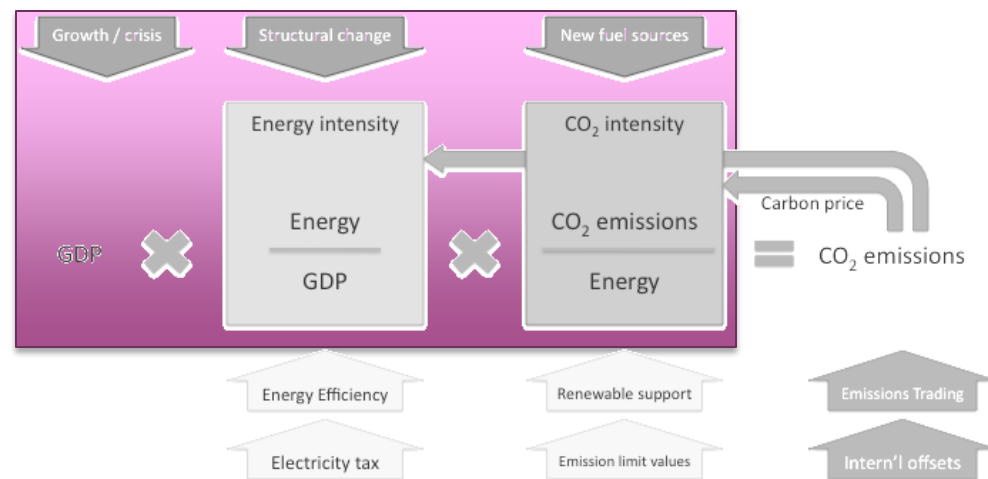 Growth / crisis
Structural change
New fuel sources
Energy intensity
CO₂ intensity
Carbon price
GDP
Energy
GDP
CO₂ emissions
Energy
CO₂ emissions
Energy Efficiency
Renewable support
Emissions Trading
Electricity tax
Emission limit values
Intern'l offsets